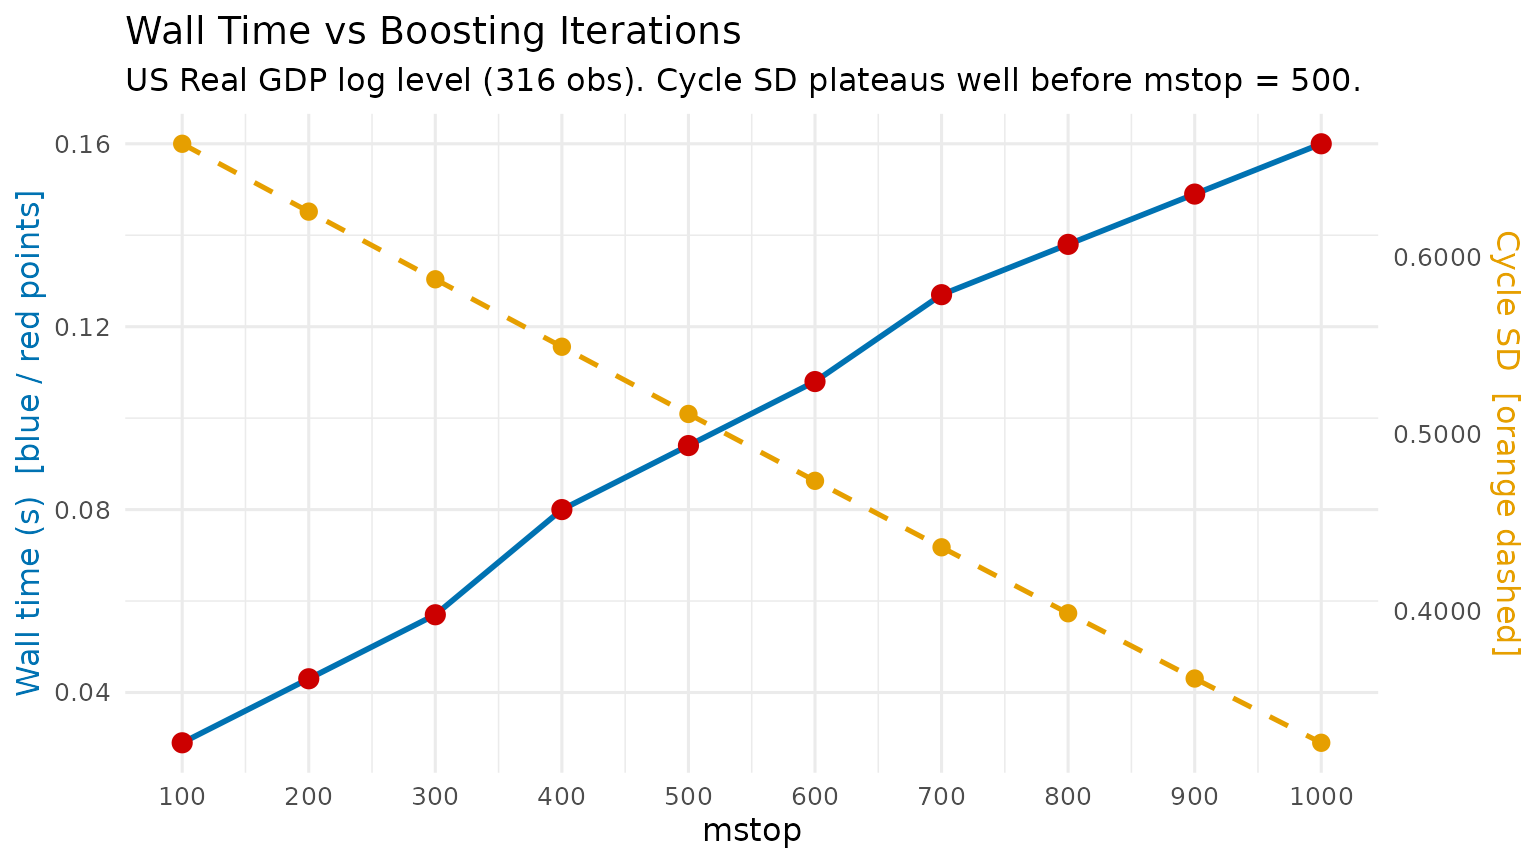 Wall Time vs Boosting Iterations
US Real GDP log level (316 obs). Cycle SD plateaus well before mstop = 500.
Wall time (s)  [blue / red points]
0.16
0.12
0.08
0.04
0.6000
0.5000
0.4000
Cycle SD  [orange dashed]
100 200 300 400 500 600 700 800 900 1000
mstop